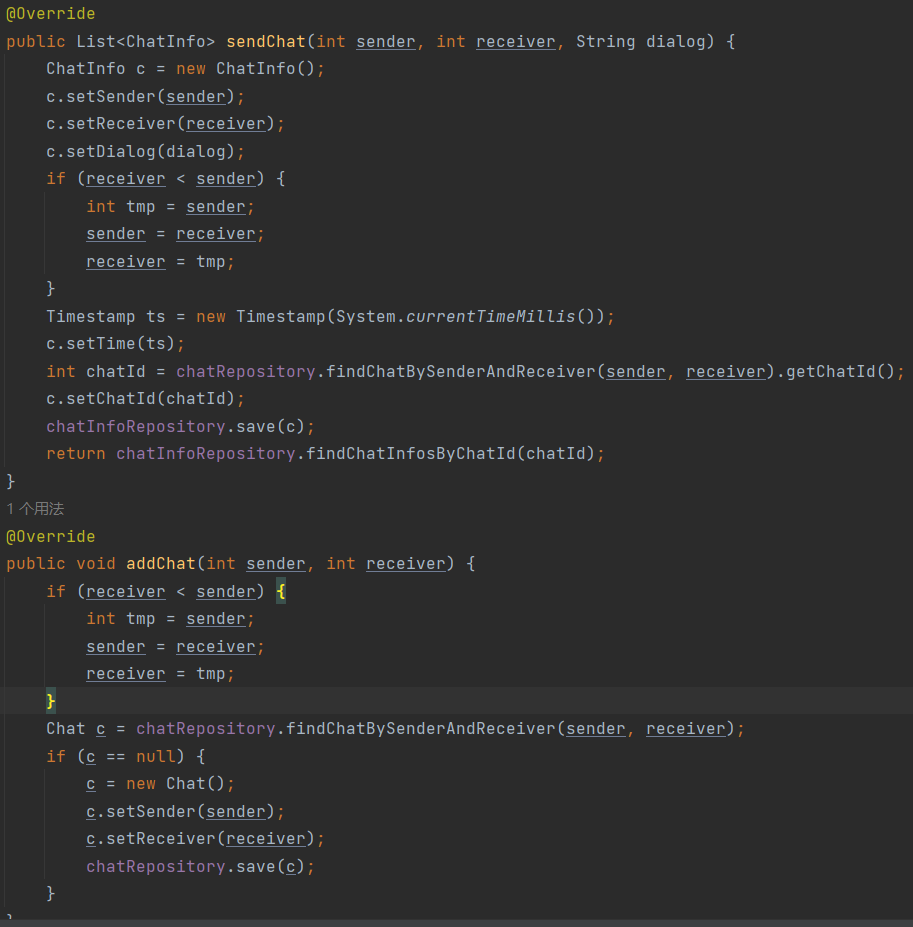 @Override
public List<ChatInfo> sendChat(int sender, int receiver, String dialog) {
    ChatInfo c = new ChatInfo();
    c.setSender(sender);
    c.setReceiver(receiver);
    c.setDialog(dialog);
    if (receiver < sender) {
        int tmp = sender;
        sender = receiver;
        receiver = tmp;
    }
    Timestamp ts = new Timestamp(System.currentTimeMillis());
    c.setTime(ts);
    int chatId = chatRepository.findChatBySenderAndReceiver(sender, receiver).getChatId();
    c.setChatId(chatId);
    chatInfoRepository.save(c);
    return chatInfoRepository.findChatInfosByChatId(chatId);
}
1 个用法
@Override
public void addChat(int sender, int receiver) {
    if (receiver < sender) {
        int tmp = sender;
        sender = receiver;
        receiver = tmp;
    }
    Chat c = chatRepository.findChatBySenderAndReceiver(sender, receiver);
    if (c == null) {
        c = new Chat();
        c.setSender(sender);
        c.setReceiver(receiver);
        chatRepository.save(c);
    }
}